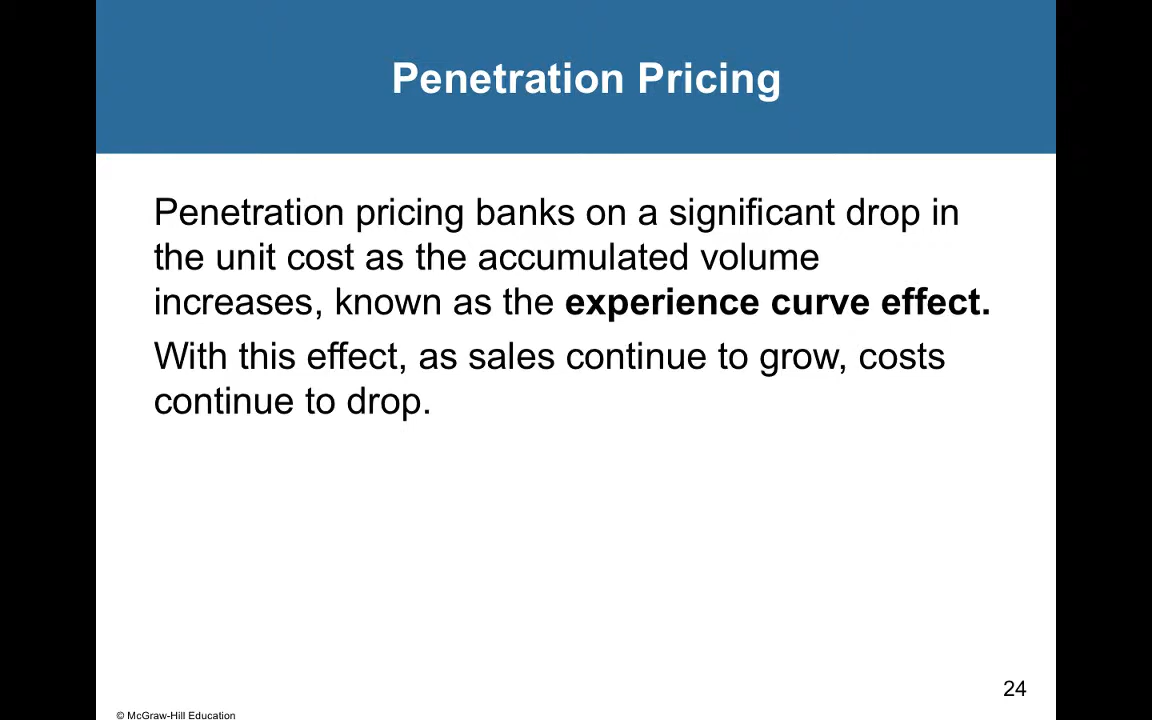 Penetration Pricing
Penetration pricing banks on a significant drop in
the unit cost as the accumulated volume
increases, known as the experience curve effect.
With this effect, as sales continue to grow, costs
continue to drop.
24
© McGraw-Hill Education